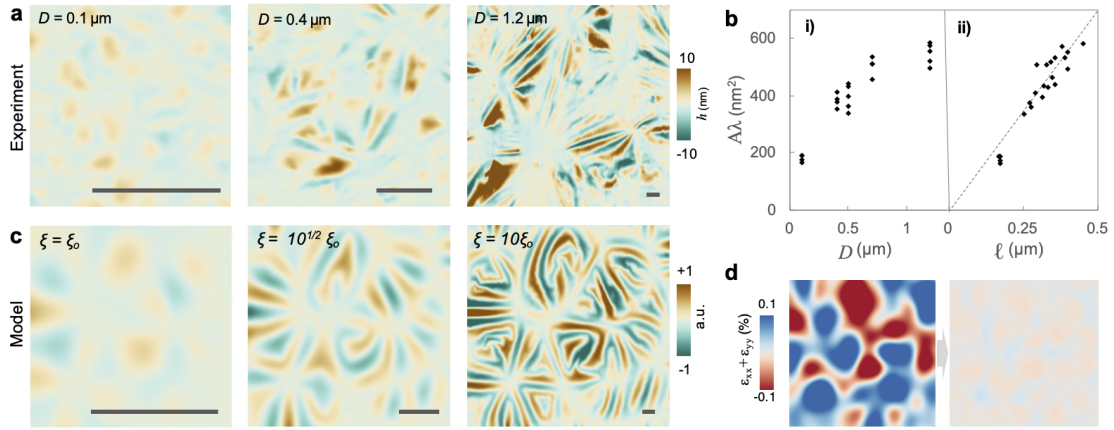 a
D = 0.1 µm
D = 0.4 µm
D = 1.2 µm
Experiment
10
h (nm)
-10
b
i)
ii)
Aλ (nm²)
600
400
200
0
0
0.5
1
0
0.25
0.5
D (µm)
ℓ (µm)
c
ξ = ξo
ξ = 10^1/2 ξo
ξ = 10ξo
Model
+1
a.u.
-1
d
0.1
εxx + εyy (%)
-0.1